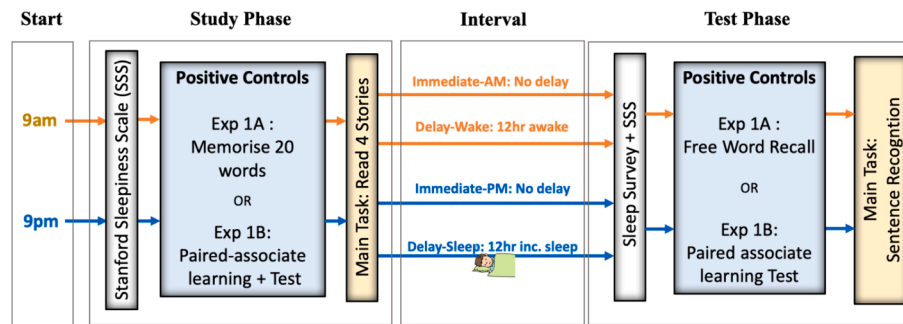 Start
Study Phase
Interval
Test Phase
9am
9pm
Stanford Sleepiness Scale (SSS)
Positive Controls
Exp 1A :
Memorise 20
words
OR
Exp 1B:
Paired-associate
learning + Test
Main Task: Read 4 Stories
Immediate-AM: No delay
Delay-Wake: 12hr awake
Immediate-PM: No delay
Delay-Sleep: 12hr inc. sleep
Sleep Survey + SSS
Positive Controls
Exp 1A :
Free Word Recall
OR
Exp 1B:
Paired associate
learning Test
Main Task:
Sentence Recogntion